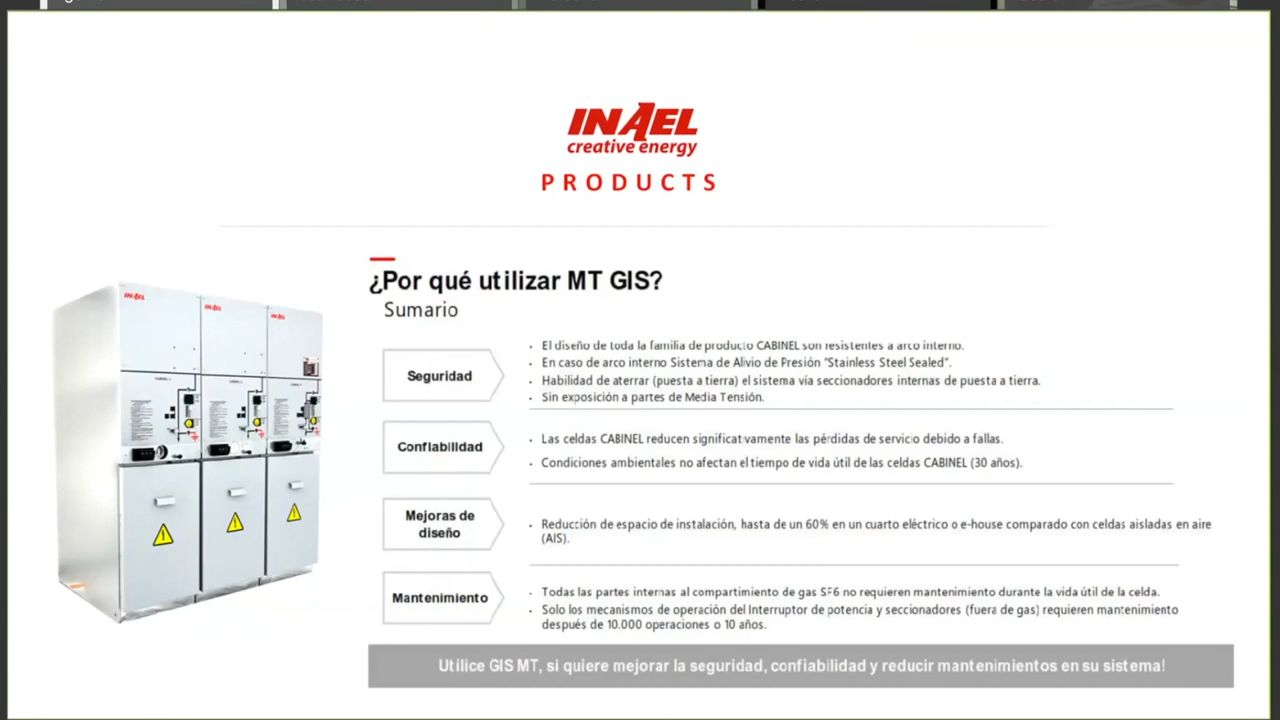 INAEL
creative energy
PRODUCTS
¿Por qué utilizar MT GIS?
Sumario
INAEL
INAEL
INAEL
Seguridad
• El diseño de toda la familia de producto CABINEL son resistentes a arco interno.
• En caso de arco interno Sistema de Alivio de Presión "Stainless Steel Sealed".
• Habilidad de aterrar (puesta a tierra) el sistema vía seccionadores internas de puesta a tierra.
• Sin exposición a partes de Media Tensión.
Confiabilidad
• Las celdas CABINEL reducen significativamente las pérdidas de servicio debido a fallas.
• Condiciones ambientales no afectan el tiempo de vida útil de las celdas CABINEL (30 años).
Mejoras de
diseño
• Reducción de espacio de instalación, hasta de un 60% en un cuarto eléctrico o e-house comparado con celdas aisladas en aire
(AIS).
Mantenimiento
• Todas las partes internas al compartimiento de gas SF6 no requieren mantenimiento durante la vida útil de la celda.
• Solo los mecanismos de operación del Interruptor de potencia y seccionadores (fuera de gas) requieren mantenimiento
después de 10.000 operaciones o 10 años.
Utilice GIS MT, si quiere mejorar la seguridad, confiabilidad y reducir mantenimientos en su sistema!